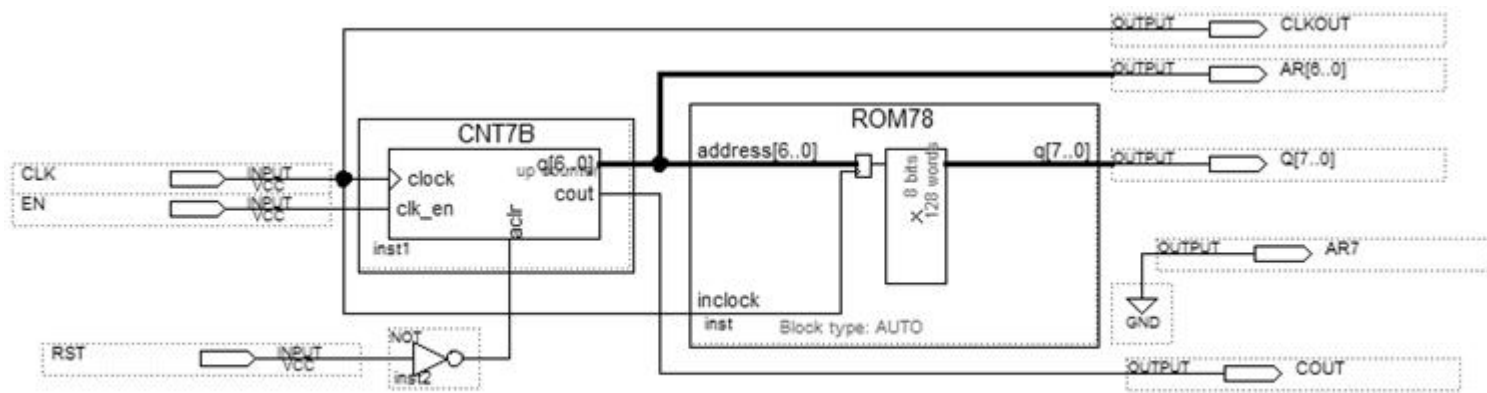 OUTPUT CLKOUT
OUTPUT AR[6..0]
CNT7B
ROM78
q[6..0]
up counter
address[6..0]
q[7..0]
OUTPUT Q[7..0]
CLK
INPUT
VCC
clock
8 bits
128 words
X
EN
INPUT
VCC
clk_en
cout
aclr
inst1
OUTPUT AR7
GND
inclock
inst
Block type: AUTO
RST
INPUT
VCC
NOT
inst2
OUTPUT COUT